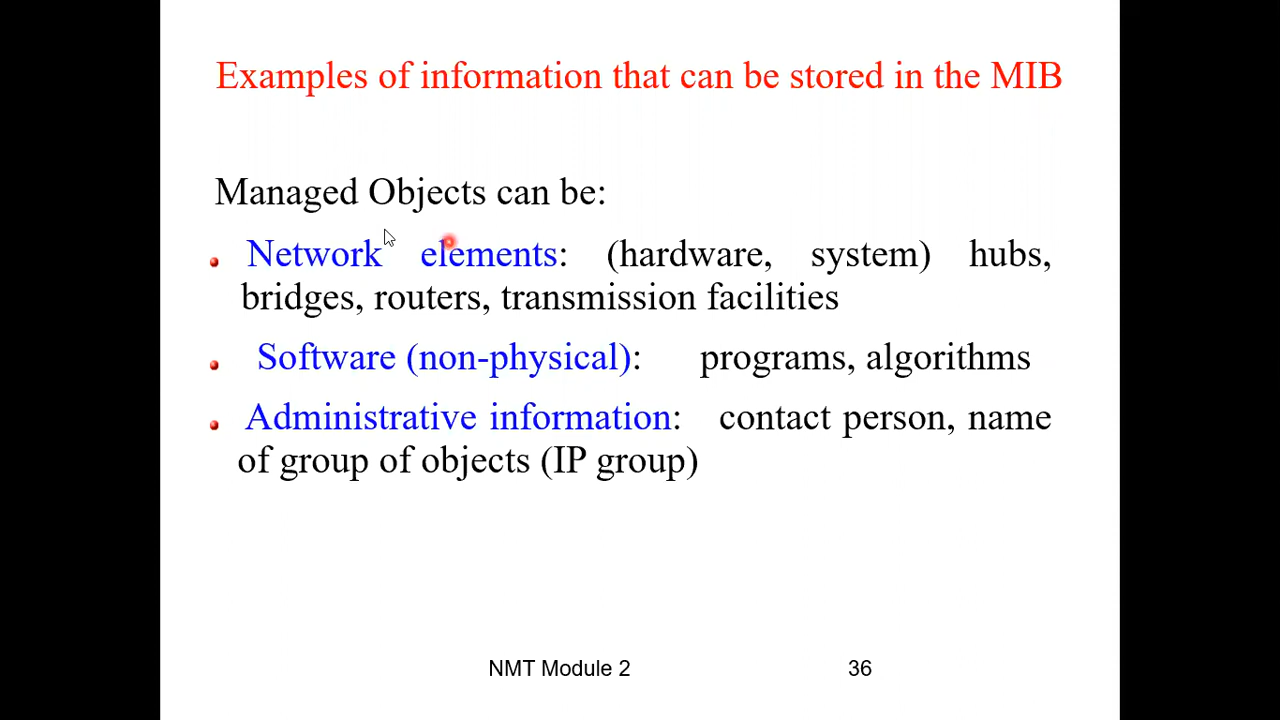 Examples of information that can be stored in the MIB
Managed Objects can be:
Network elements: (hardware, system) hubs,
bridges, routers, transmission facilities
Software (non-physical): programs, algorithms
Administrative information: contact person, name
of group of objects (IP group)
NMT Module 2 36